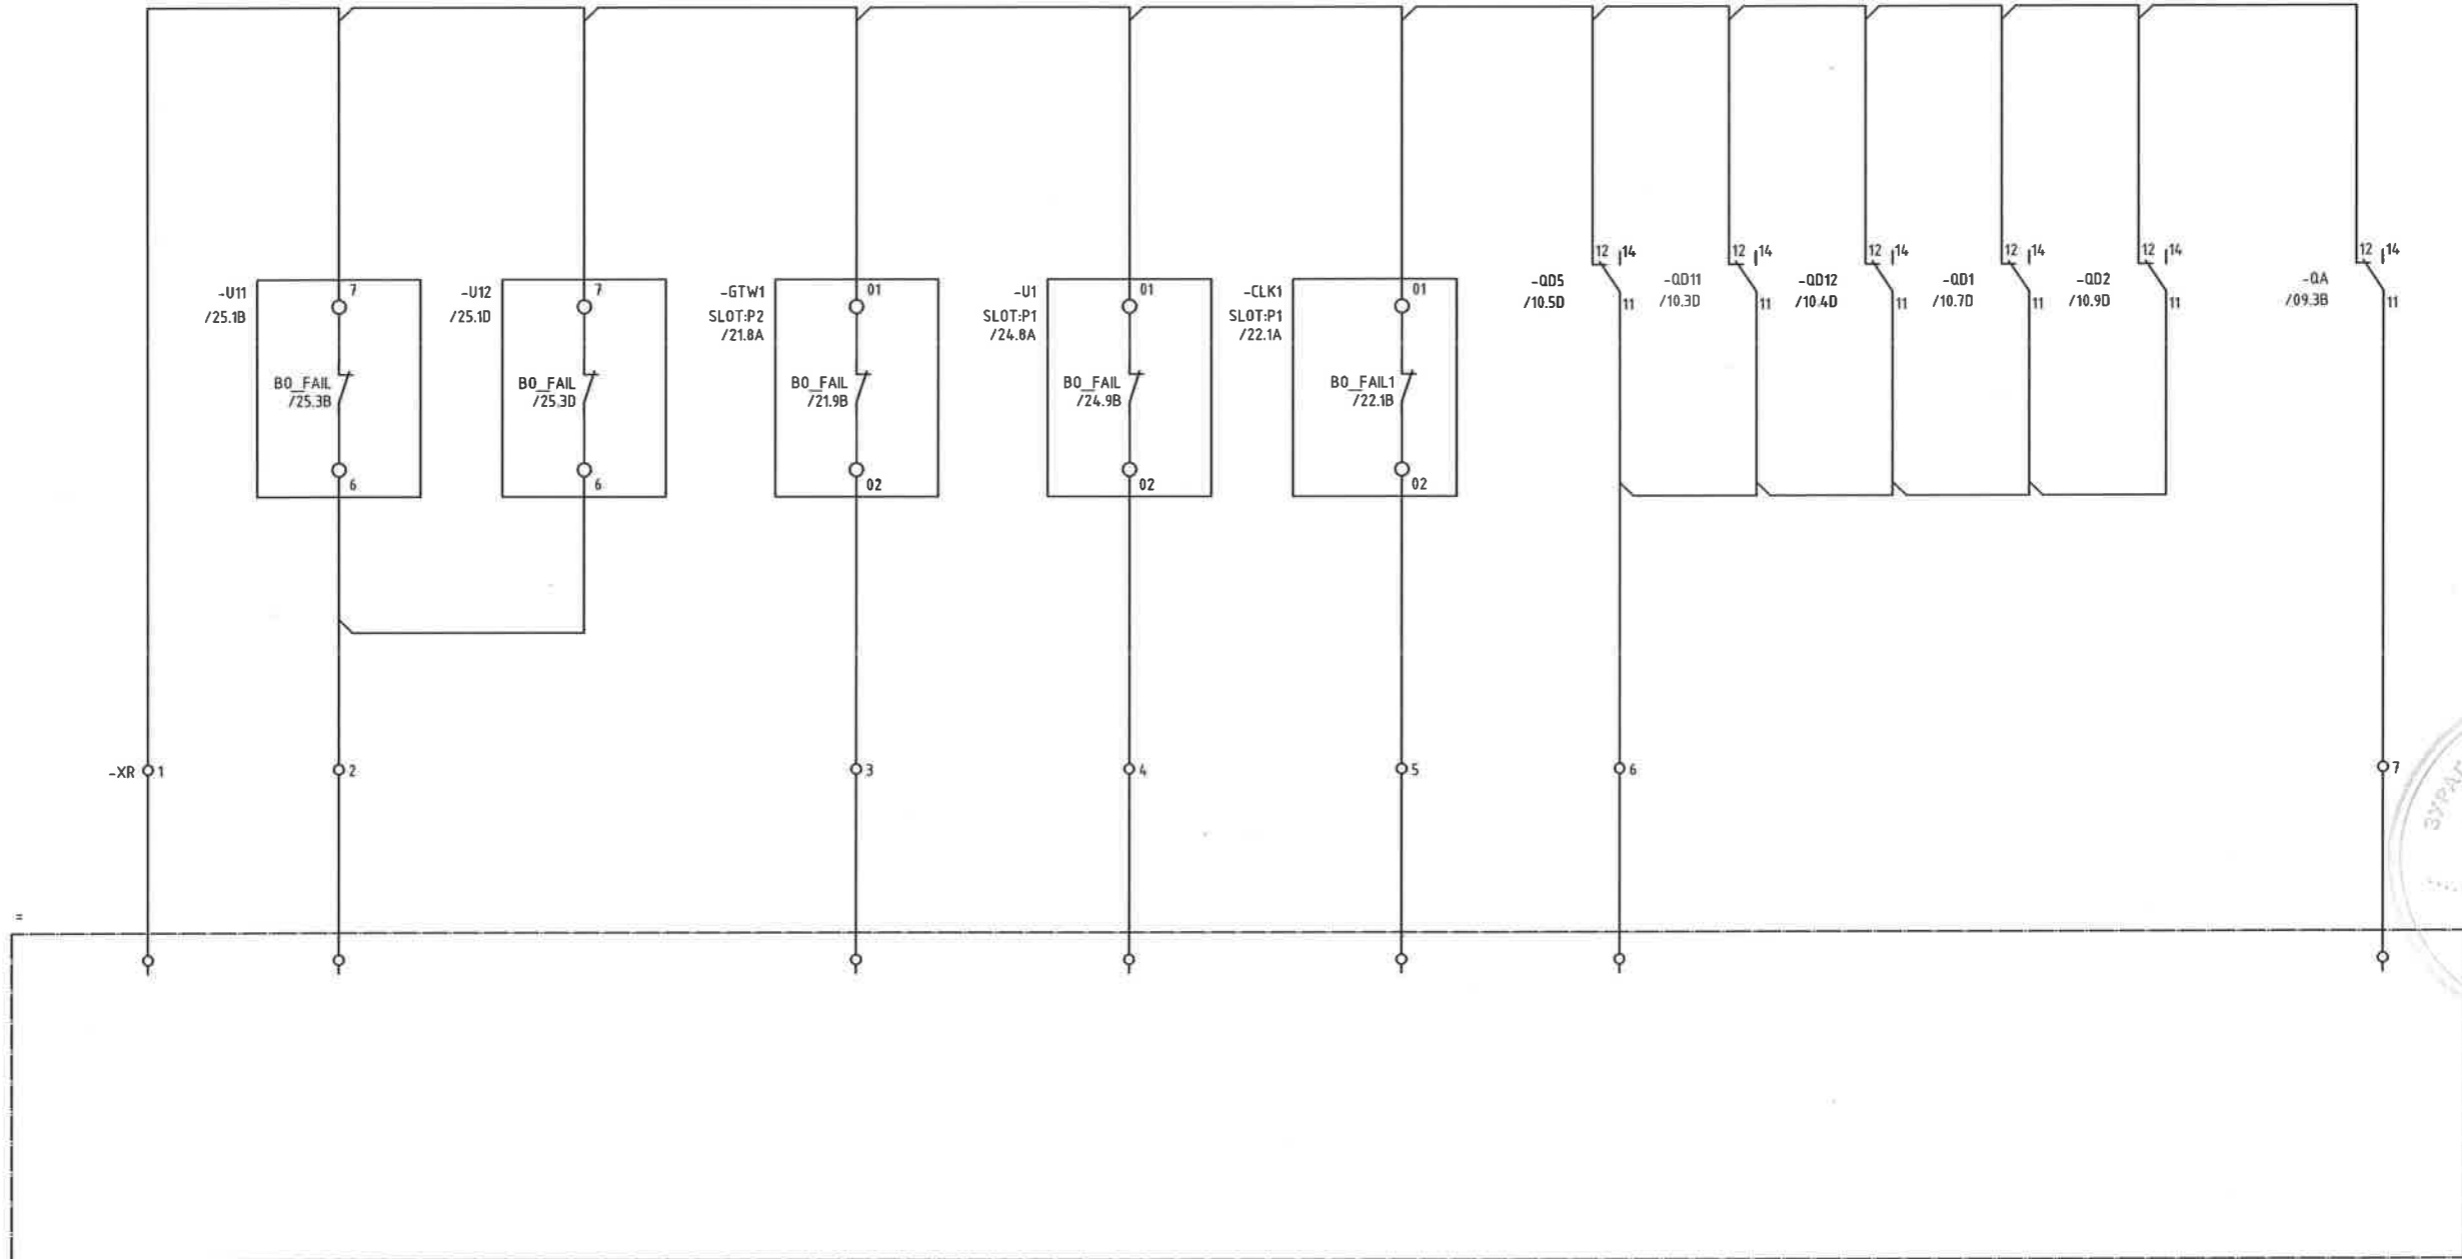 -U11
/25.1B
7
BO_FAIL
/25.3B
6
-U12
/25.1D
7
BO_FAIL
/25.3D
6
-GTW1
SLOT:P2
/21.8A
01
BO_FAIL
/21.9B
02
-U1
SLOT:P1
/24.8A
01
BO_FAIL
/24.9B
02
-CLK1
SLOT:P1
/22.1A
01
BO_FAIL1
/22.1B
02
-QD5
/10.5D
12 14
11
-QD11
/10.3D
12 14
11
-QD12
/10.4D
12 14
11
-QD1
/10.7D
12 14
11
-QD2
/10.9D
12 14
11
-QA
/09.3B
12 14
11
-XR 1
2
3
4
5
6
7
=